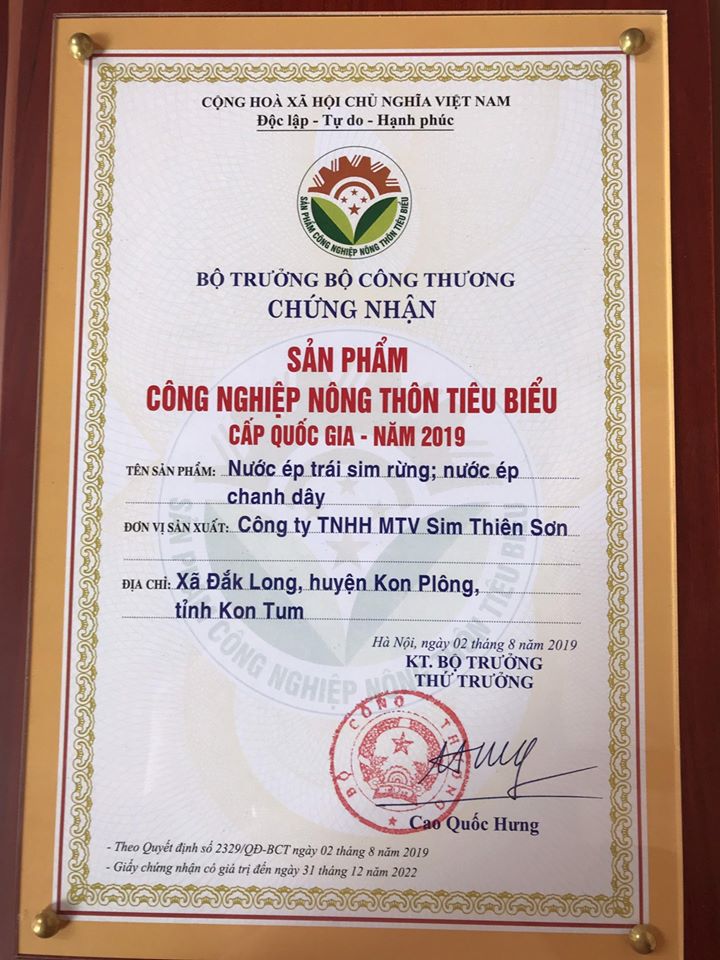 CỘNG HOÀ XÃ HỘI CHỦ NGHĨA VIỆT NAM
Độc lập - Tự do - Hạnh phúc
SẢN PHẨM CÔNG NGHIỆP NÔNG THÔN TIÊU BIỂU
BỘ TRƯỞNG BỘ CÔNG THƯƠNG
CHỨNG NHẬN
SẢN PHẨM
CÔNG NGHIỆP NÔNG THÔN TIÊU BIỂU
CẤP QUỐC GIA - NĂM 2019
TÊN SẢN PHẨM: Nước ép trái sim rừng; nước ép
chanh dây
ĐƠN VỊ SẢN XUẤT: Công ty TNHH MTV Sim Thiên Sơn
ĐỊA CHỈ: Xã Đắk Long, huyện Kon Plông,
tỉnh Kon Tum
Hà Nội, ngày 02 tháng 8 năm 2019
KT. BỘ TRƯỞNG
THỨ TRƯỞNG
BỘ CÔNG THƯƠNG
Cao Quốc Hưng
- Theo Quyết định số 2329/QĐ-BCT ngày 02 tháng 8 năm 2019
- Giấy chứng nhận có giá trị đến ngày 31 tháng 12 năm 2022